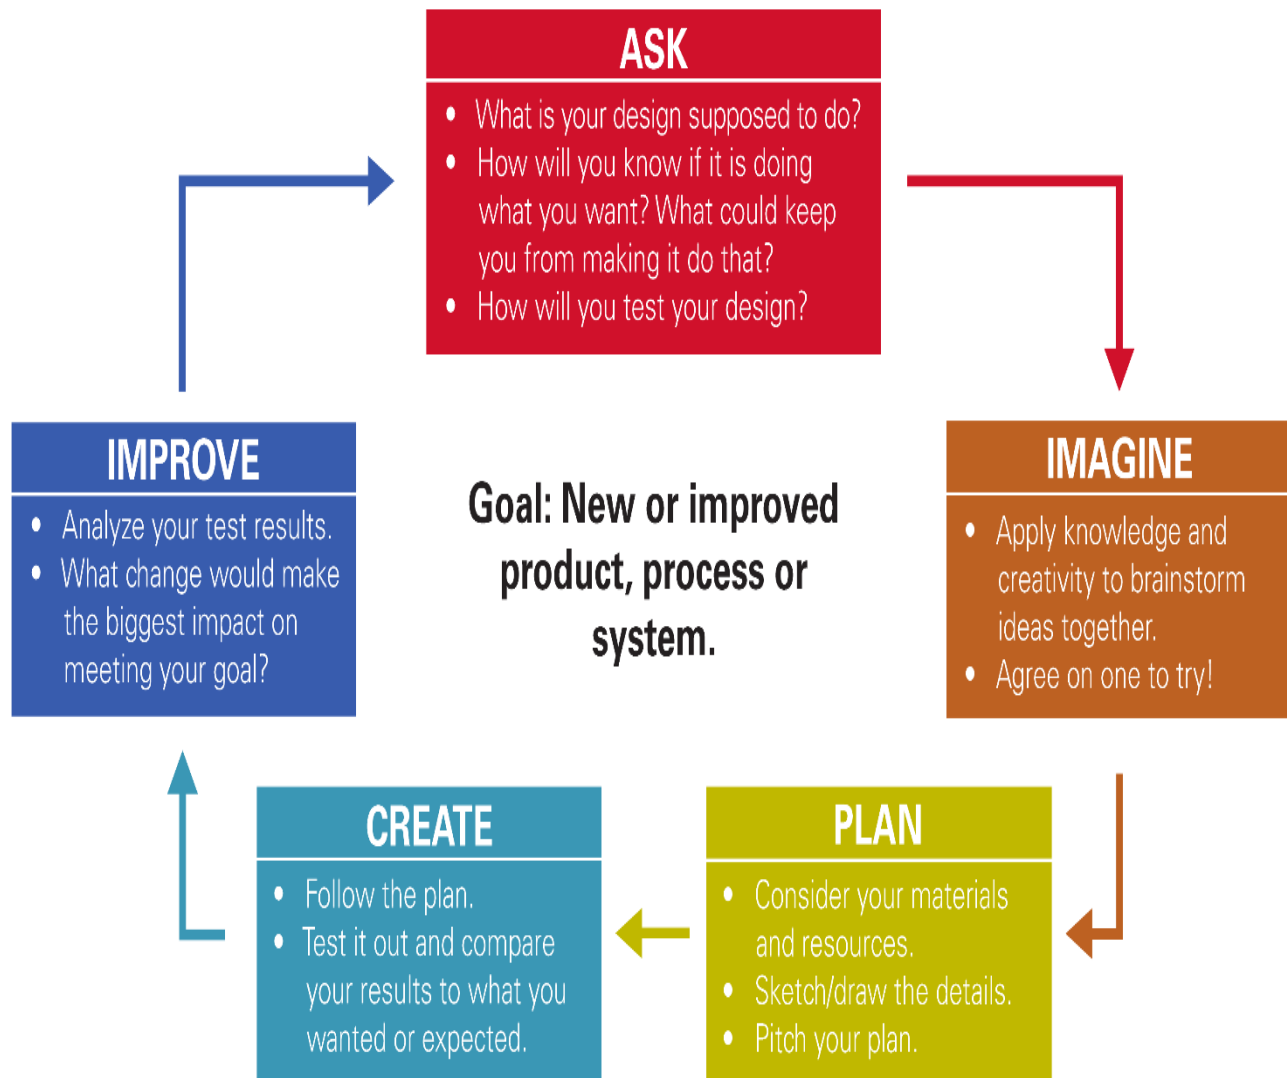 ASK
• What is your design supposed to do?
• How will you know if it is doing
what you want? What could keep
you from making it do that?
• How will you test your design?
IMAGINE
• Apply knowledge and
creativity to brainstorm
ideas together.
• Agree on one to try!
PLAN
• Consider your materials
and resources.
• Sketch/draw the details.
• Pitch your plan.
CREATE
• Follow the plan.
• Test it out and compare
your results to what you
wanted or expected.
IMPROVE
• Analyze your test results.
• What change would make
the biggest impact on
meeting your goal?
Goal: New or improved
product, process or
system.